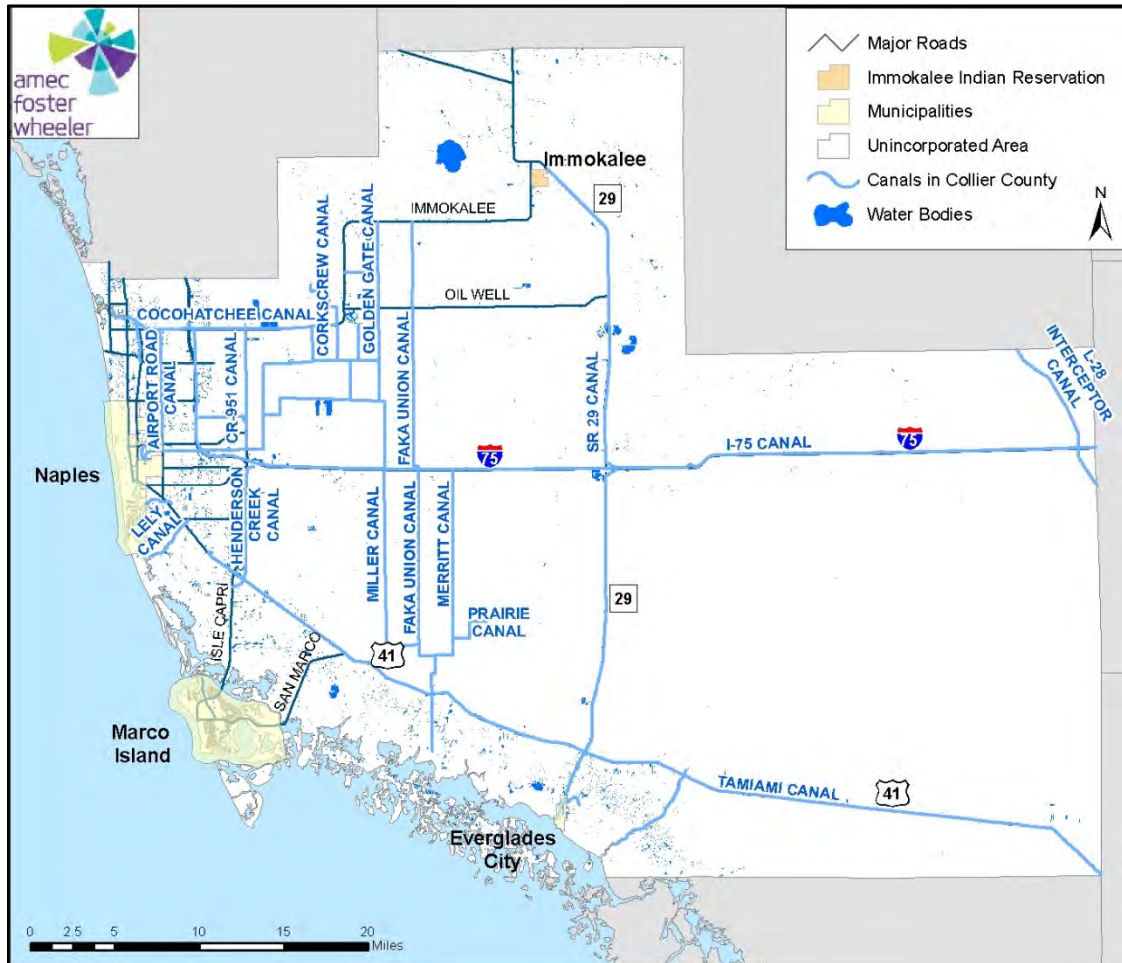 amec
foster
wheeler
Major Roads
Immokalee Indian Reservation
Municipalities
Unincorporated Area
Canals in Collier County
Water Bodies
N
Immokalee
29
IMMOKALEE
OIL WELL
COCOHATCHEE CANAL
CORKSCREW CANAL
GOLDEN GATE CANAL
FAKA UNION CANAL
AIRPORT ROAD
CANAL
CR-951 CANAL
SR 29 CANAL
L-28
INTERCEPTOR
CANAL
75
I-75 CANAL
75
Naples
LELY
CANAL
HENDERSON
CREEK
CANAL
MILLER CANAL
FAKA UNION CANAL
MERRITT CANAL
PRAIRIE
CANAL
29
41
ISLE CAPRI
SAN MARCO
Marco
Island
TAMIAMI CANAL
41
Everglades
City
0 2.5 5 10 15 20
Miles